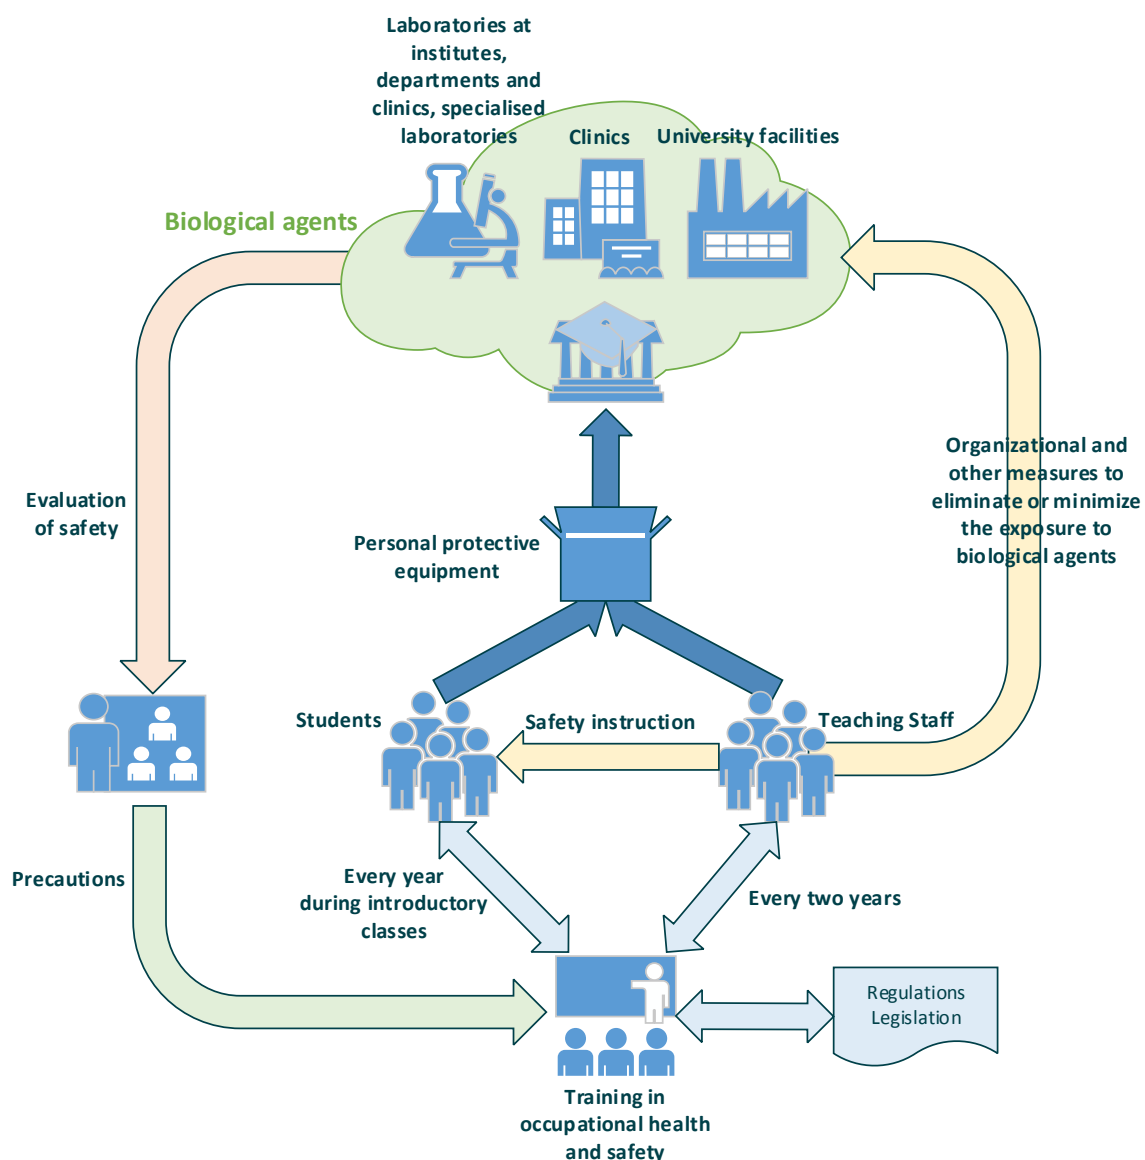 Laboratories at
institutes,
departments and
clinics, specialised
laboratories
Clinics
University facilities
Biological agents
Evaluation
of safety
Organizational and
other measures to
eliminate or minimize
the exposure to
biological agents
Personal protective
equipment
Students
Safety instruction
Teaching Staff
Precautions
Every year
during introductory
classes
Every two years
Regulations
Legislation
Training in
occupational health
and safety